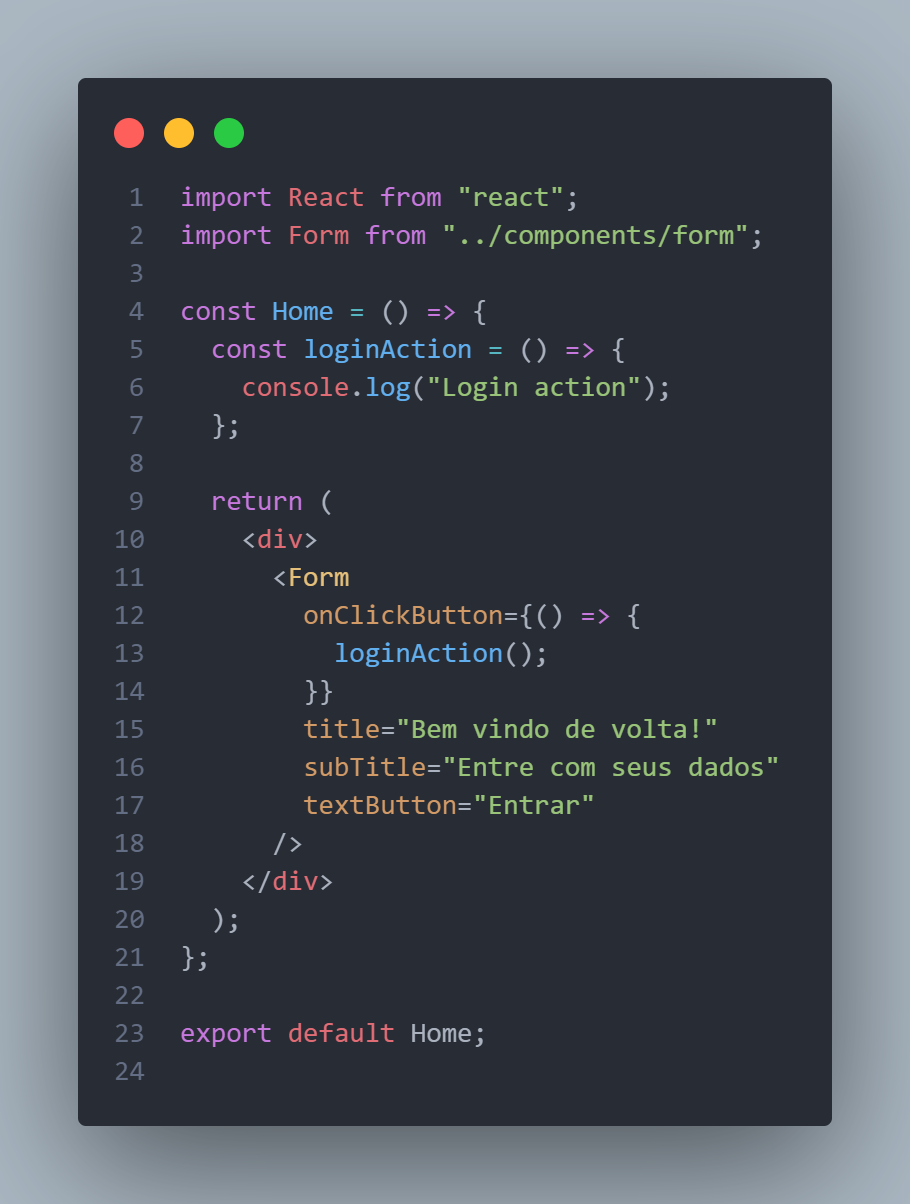 1 import React from "react";
2 import Form from "../components/form";
3
4 const Home = () => {
5   const loginAction = () => {
6     console.log("Login action");
7   };
8
9   return (
10     <div>
11       <Form
12         onClickButton={() => {
13           loginAction();
14         }}
15         title="Bem vindo de volta!"
16         subTitle="Entre com seus dados"
17         textButton="Entrar"
18       />
19     </div>
20   );
21 };
22
23 export default Home;
24